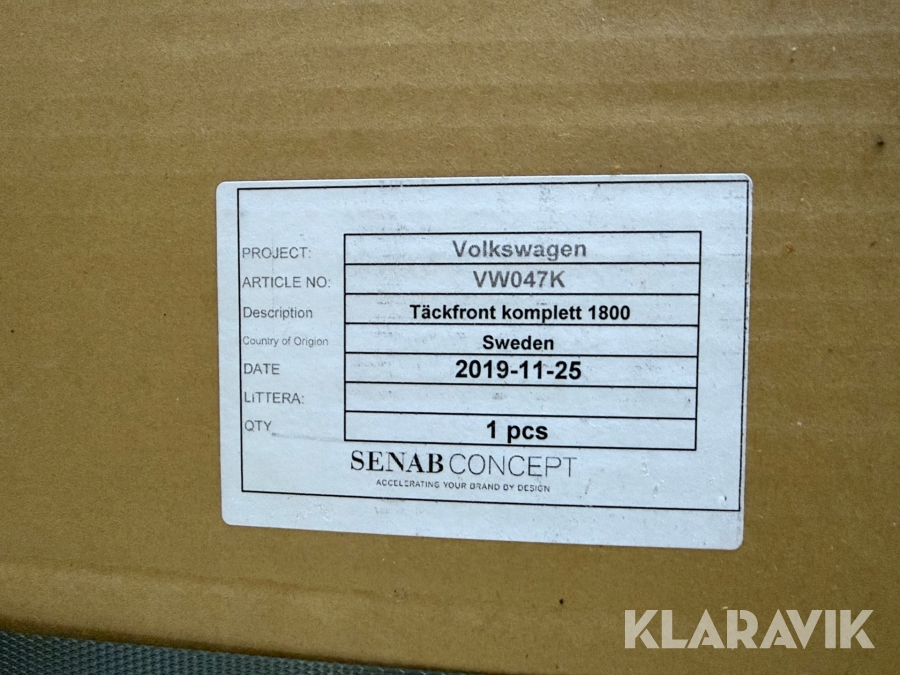 PROJECT: Volkswagen
ARTICLE NO: VW047K
Description Täckfront komplett 1800
Country of Origion Sweden
DATE 2019-11-25
LITTERA:
QTY 1 pcs
SENAB CONCEPT
ACCELERATING YOUR BRAND BY DESIGN
KLARAVIK